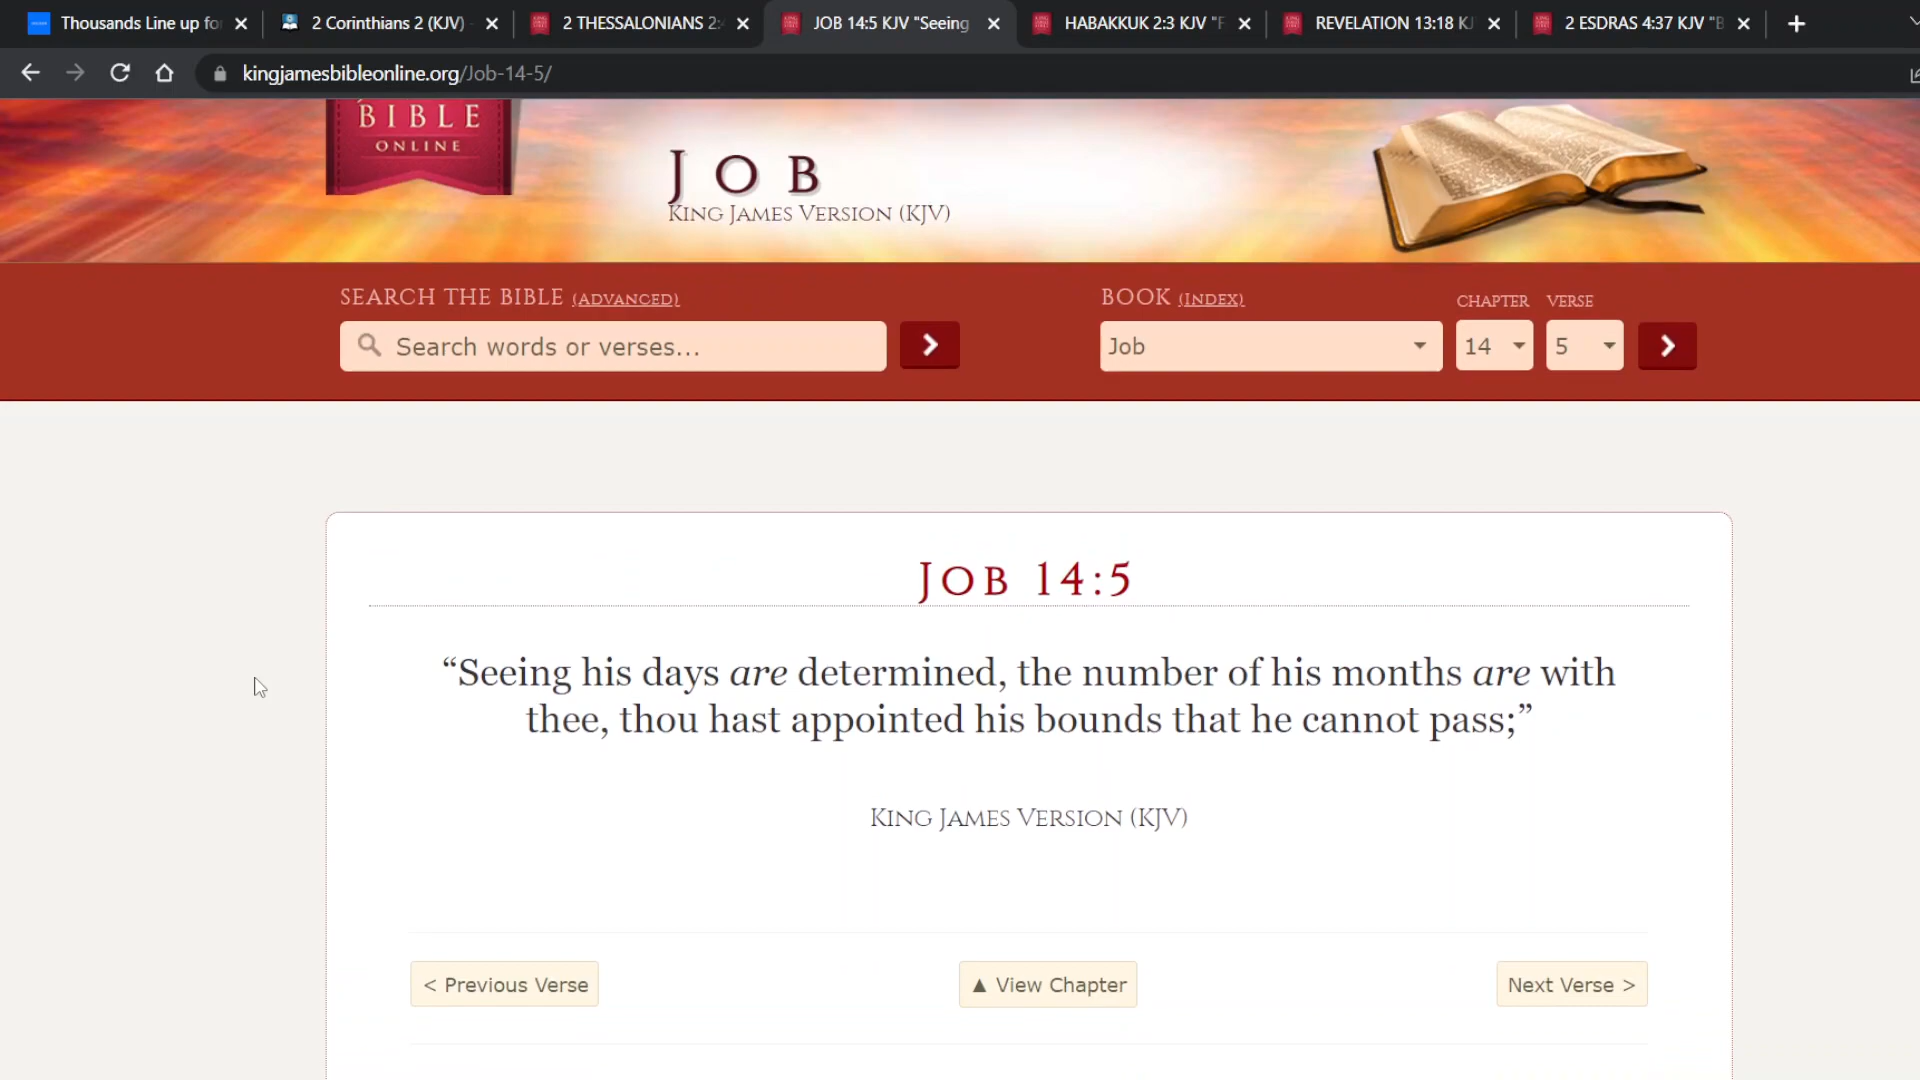 Thousands Line up fo
2 Corinthians 2 (KJV)
2 THESSALONIANS 2:
JOB 14:5 KJV "Seeing
HABAKKUK 2:3 KJV "F
REVELATION 13:18 KJ
2 ESDRAS 4:37 KJV "B
kingjamesbibleonline.org/Job-14-5/
BIBLE
ONLINE
JOB
KING JAMES VERSION (KJV)
SEARCH THE BIBLE (ADVANCED)
Search words or verses...
BOOK (INDEX)
CHAPTER
VERSE
Job
14
5
JOB 14:5
“Seeing his days are determined, the number of his months are with
thee, thou hast appointed his bounds that he cannot pass;”
KING JAMES VERSION (KJV)
< Previous Verse
▲ View Chapter
Next Verse >